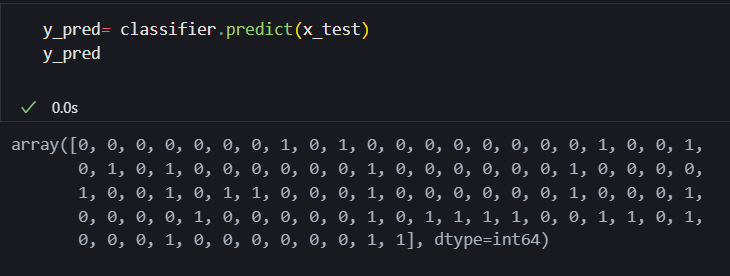 y_pred= classifier.predict(x_test)
y_pred
0.0s
array([0, 0, 0, 0, 0, 0, 0, 1, 0, 1, 0, 0, 0, 0, 0, 0, 0, 0, 1, 0, 0, 1,
0, 1, 0, 1, 0, 0, 0, 0, 0, 0, 1, 0, 0, 0, 0, 0, 0, 1, 0, 0, 0, 0,
1, 0, 0, 1, 0, 1, 1, 0, 0, 0, 1, 0, 0, 0, 0, 0, 0, 1, 0, 0, 0, 1,
0, 0, 0, 0, 1, 0, 0, 0, 0, 0, 1, 0, 1, 1, 1, 1, 0, 0, 1, 1, 0, 1,
0, 0, 0, 1, 0, 0, 0, 0, 0, 0, 1, 1], dtype=int64)